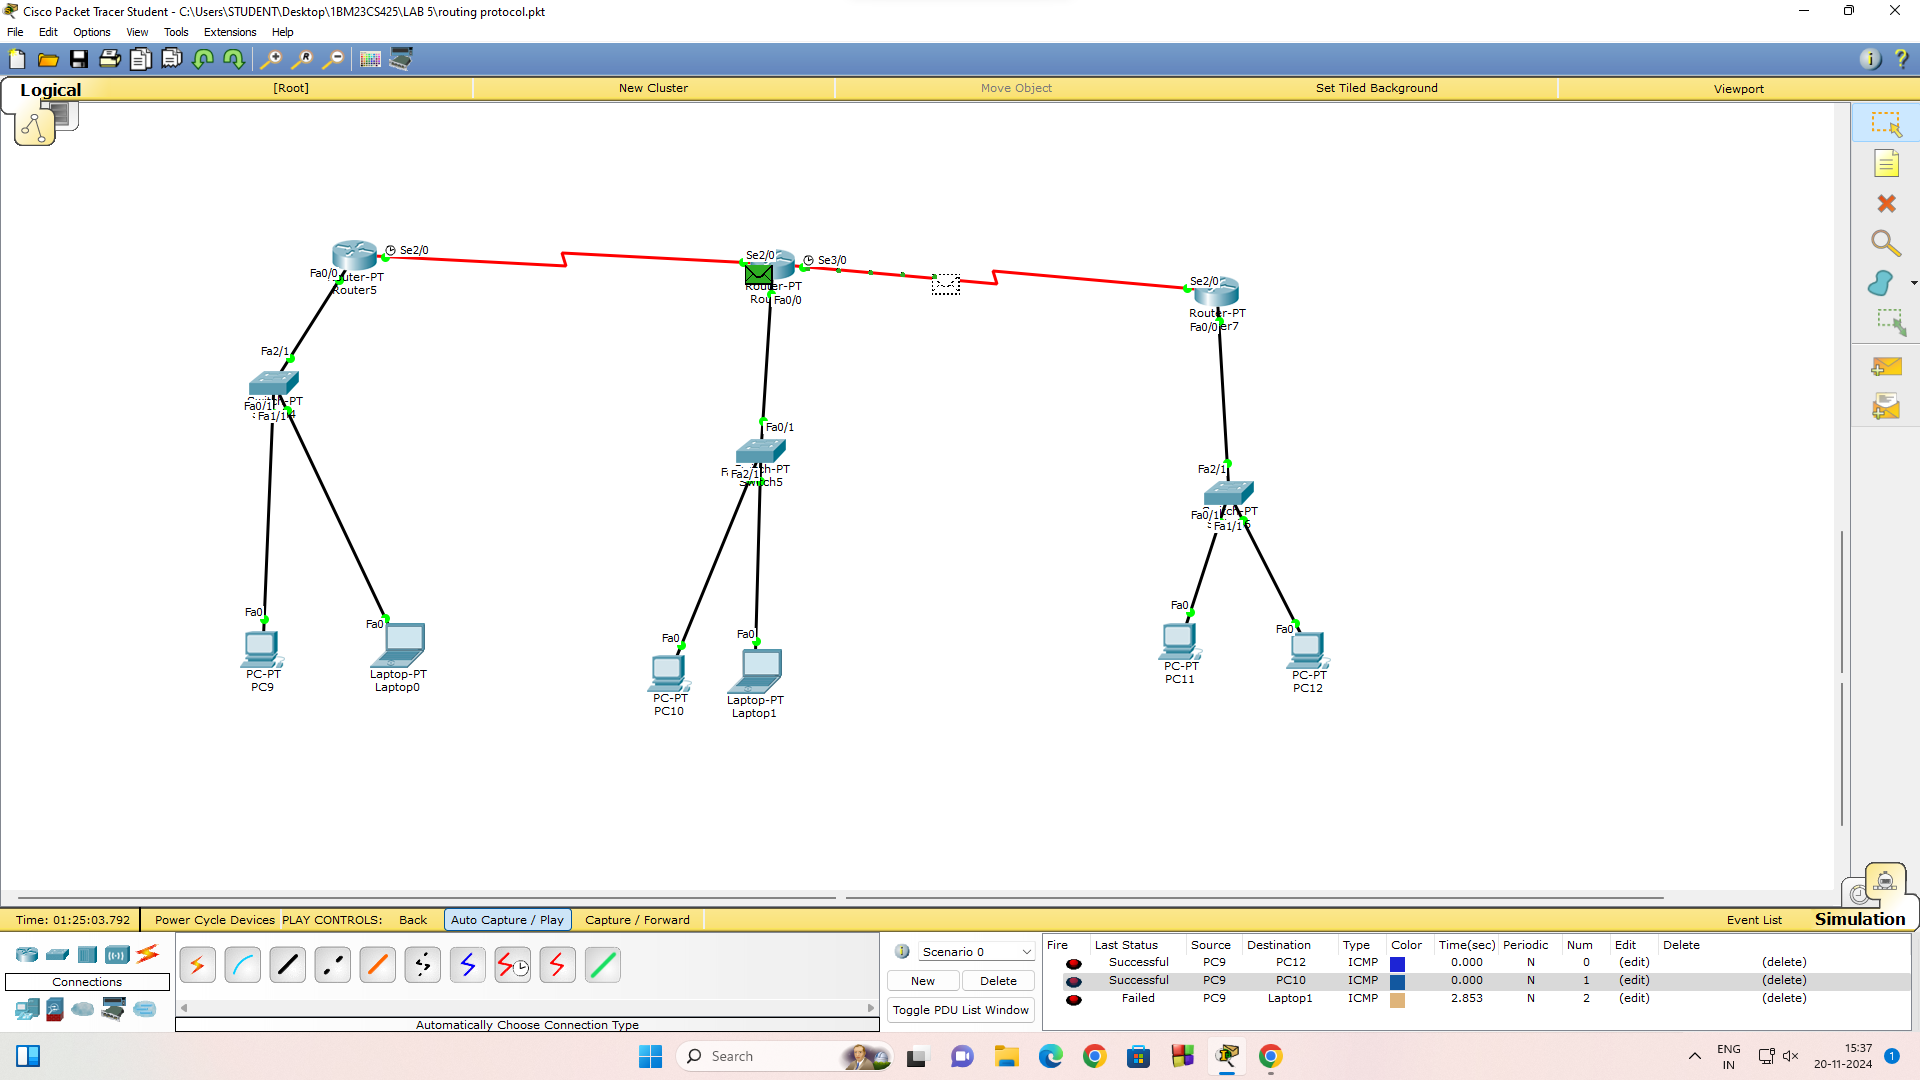 Cisco Packet Tracer Student - C:\Users\STUDENT\Desktop\1BM23CS425\LAB 5\routing protocol.pkt
File Edit Options View Tools Extensions Help
Logical [Root] New Cluster Move Object Set Tiled Background Viewport
Se2/0
Fa0/0
uter-PT
Router5
Se2/0
Se3/0
Router-PT
Rou
Fa0/0
Se2/0
Router-PT
Fa0/0
er7
Fa2/1
Fa0/1
Fa1/1
Fa0/1
Fa2/1
Switch5
Fa2/1
Fa0/1
Fa1/1
Fa0
PC-PT
PC9
Fa0
Laptop-PT
Laptop0
Fa0
PC-PT
PC10
Fa0
Laptop-PT
Laptop1
Fa0
PC-PT
PC11
Fa0
PC-PT
PC12
Time: 01:25:03.792 Power Cycle Devices PLAY CONTROLS: Back Auto Capture / Play Capture / Forward Event List Simulation
Connections
Automatically Choose Connection Type
Scenario 0
New Delete
Toggle PDU List Window
Fire Last Status Source Destination Type Color Time(sec) Periodic Num Edit Delete
Successful PC9 PC12 ICMP 0.000 N 0 (edit) (delete)
Successful PC9 PC10 ICMP 0.000 N 1 (edit) (delete)
Failed PC9 Laptop1 ICMP 2.853 N 2 (edit) (delete)
Search
ENG
IN
15:37
20-11-2024
1